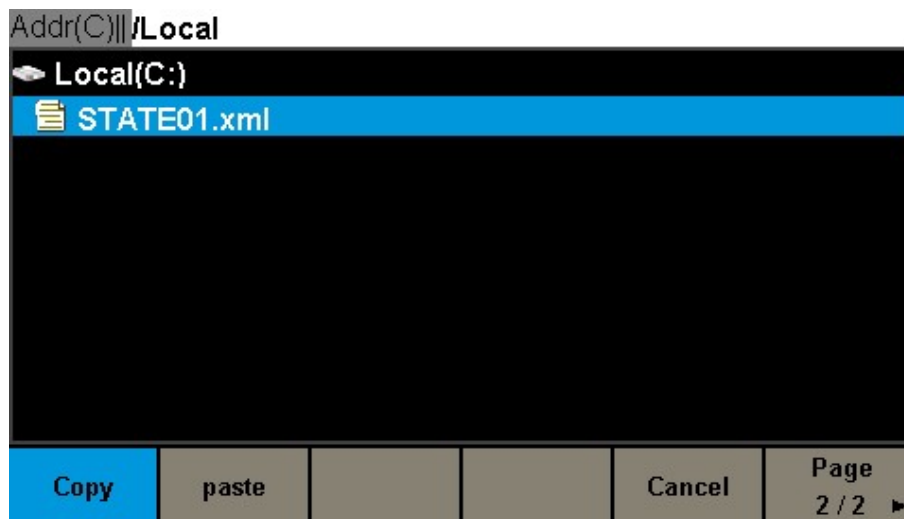 Addr(C)|| /Local
Local(C:)
STATE01.xml
Copy paste Cancel Page 2 / 2